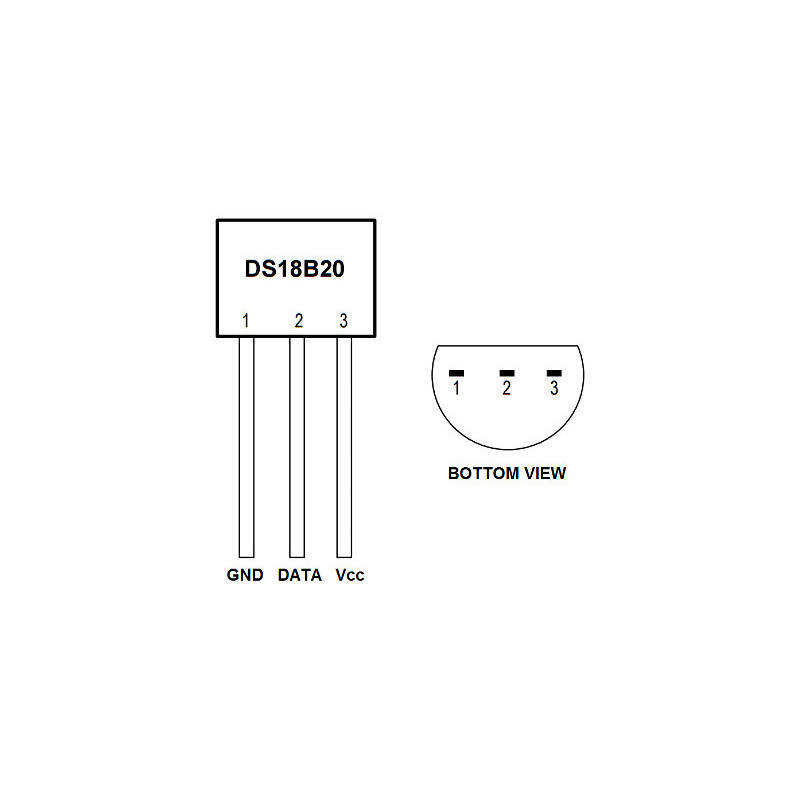 DS18B20
1 2 3
GND DATA Vcc
1 2 3
BOTTOM VIEW